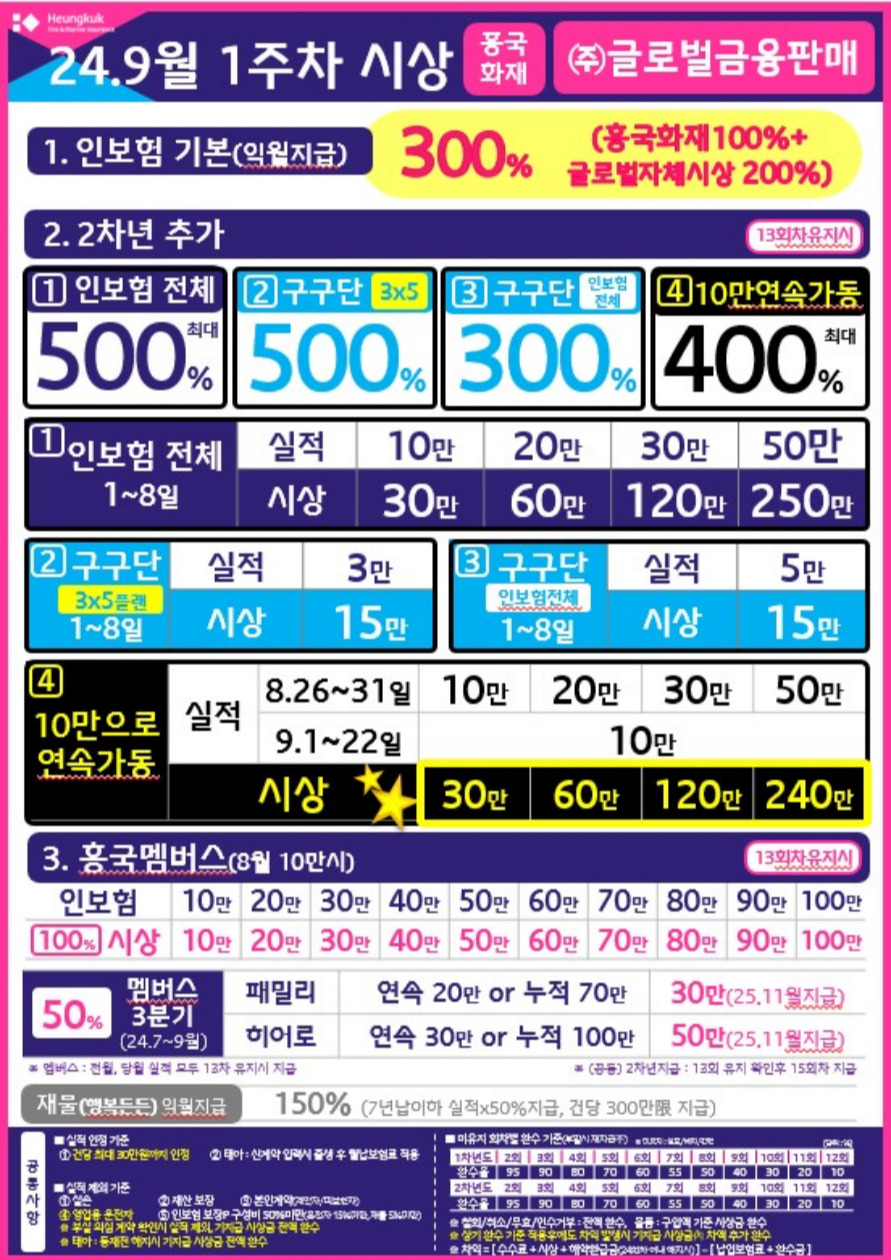 Heungkuk
Fire & Marine Insurance
24.9월 1주차 시상
흥국
화재
㈜글로벌금융판매
1. 인보험 기본(익월지급)
300%
(흥국화재100%+
글로벌자체시상 200%)
2. 2차년 추가
13회차유지시
1 인보험 전체
최대
500%
2 구구단 3x5
500%
3 구구단 인보험
전체
300%
4 10만연속가동
최대
400%
1 인보험 전체
1~8일
실적 10만 20만 30만 50만
시상 30만 60만 120만 250만
2 구구단
3x5플랜
1~8일
실적 3만
시상 15만
3 구구단
인보험전체
1~8일
실적 5만
시상 15만
4
10만으로
연속가동
실적
8.26~31일 10만 20만 30만 50만
9.1~22일 10만
시상 30만 60만 120만 240만
3. 흥국멤버스(8월 10만시)
13회차유지시
인보험 10만 20만 30만 40만 50만 60만 70만 80만 90만 100만
100% 시상 10만 20만 30만 40만 50만 60만 70만 80만 90만 100만
50%
멤버스
3분기
(24.7~9월)
패밀리 연속 20만 or 누적 70만 30만(25.11월지급)
히어로 연속 30만 or 누적 100만 50만(25.11월지급)
* 멤버스 : 전월, 당월 실적 모두 13차 유지시 지급
* (공통) 2차년지급 : 13회 유지 확인후 15회차 지급
재물(행복든든) 익월지급
150% (7년납이하 실적x50%지급, 건당 300만限 지급)
공통사항
■ 실적 인정 기준
① 건당 최대 30만원까지 인정 ② 태아 : 신계약 입력시 출생 후 월납보험료 적용
■ 실적 제외 기준
① 실손 ② 재산 보장 ③ 본인계약(계약자/피보험자)
④ 영업용 운전자 ⑤ 인보험 보장P 구성비 50%미만(운전자 15%미만, 재물 5%미만)
※ 부실 의심 계약 확인시 실적 제외, 기지급 시상금 전액 환수
※ 태아 : 통재전 해지시 기지급 시상금 전액 환수
■ 미유지 회차별 환수 기준
1차년도 2회 3회 4회 5회 6회 7회 8회 9회 10회 11회 12회
환수율 95 90 80 70 60 55 50 40 30 20 10
2차년도 2회 3회 4회 5회 6회 7회 8회 9회 10회 11회 12회
환수율 95 90 80 70 60 55 50 40 30 20 10
※ 철회/취소/무효/인수거부 : 전액 환수, 율품 : 구압액 기준 시상금 환수
※ 상기 환수 기준 적용후에도 차익 발생시 기지급 시상금內 차액 추가 환수
※ 차익 = [ 수수료 + 시상 + 해약환급금(24회차 이내 해지시) ] – [ 납입보험료 + 환수금 ]